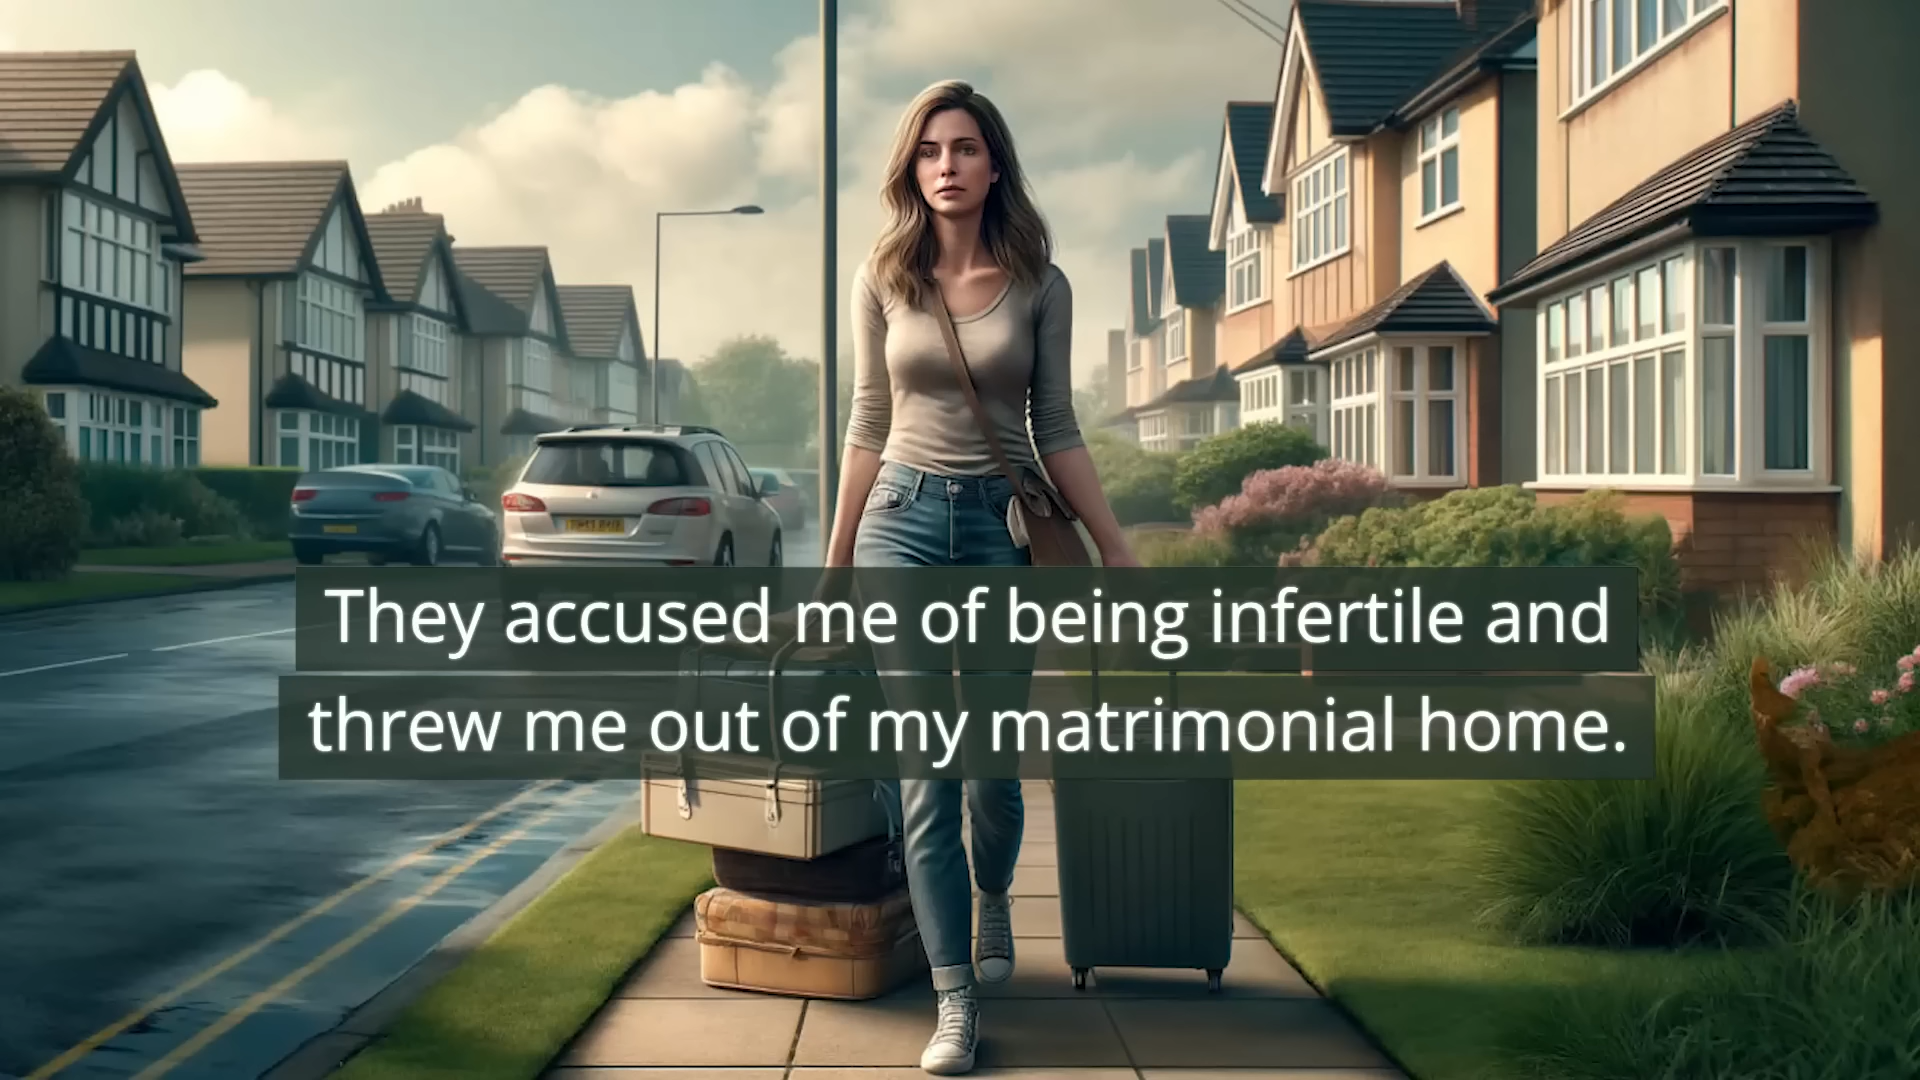 They accused me of being infertile and
threw me out of my matrimonial home.